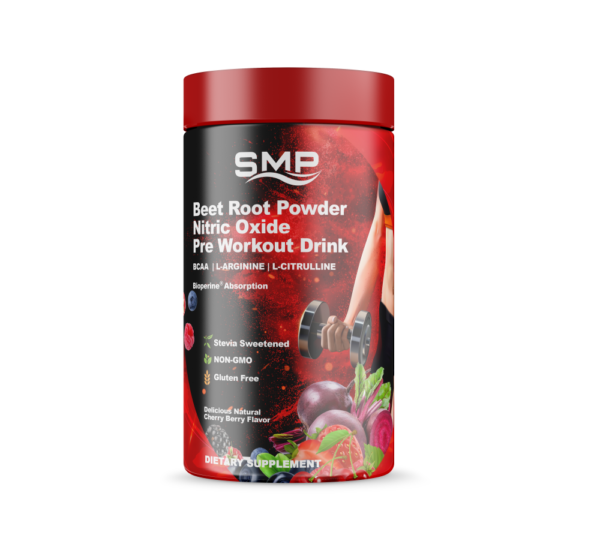 SMP
Beet Root Powder
Nitric Oxide
Pre Workout Drink
BCAA | L-ARGININE | L-CITRULLINE
Bioperine® Absorption
Stevia Sweetened
NON-GMO
Gluten Free
Delicious Natural
Cherry Berry Flavor
DIETARY SUPPLEMENT